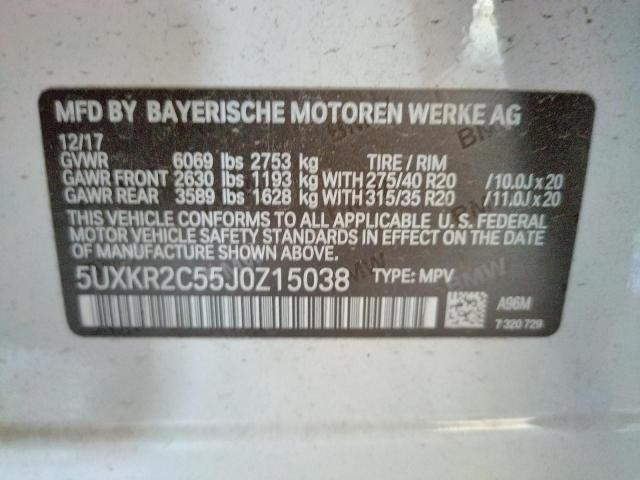 MFD BY BAYERISCHE MOTOREN WERKE AG
12/17
GVWR 6069 lbs 2753 kg TIRE / RIM
GAWR FRONT 2630 lbs 1193 kg WITH 275/40 R20 / 10.0J x 20
GAWR REAR 3589 lbs 1628 kg WITH 315/35 R20 / 11.0J x 20
THIS VEHICLE CONFORMS TO ALL APPLICABLE U. S. FEDERAL
MOTOR VEHICLE SAFETY STANDARDS IN EFFECT ON THE DATE
OF MANUFACTURE SHOWN ABOVE.
5UXKR2C55J0Z15038 TYPE: MPV
A96M
7 320 729